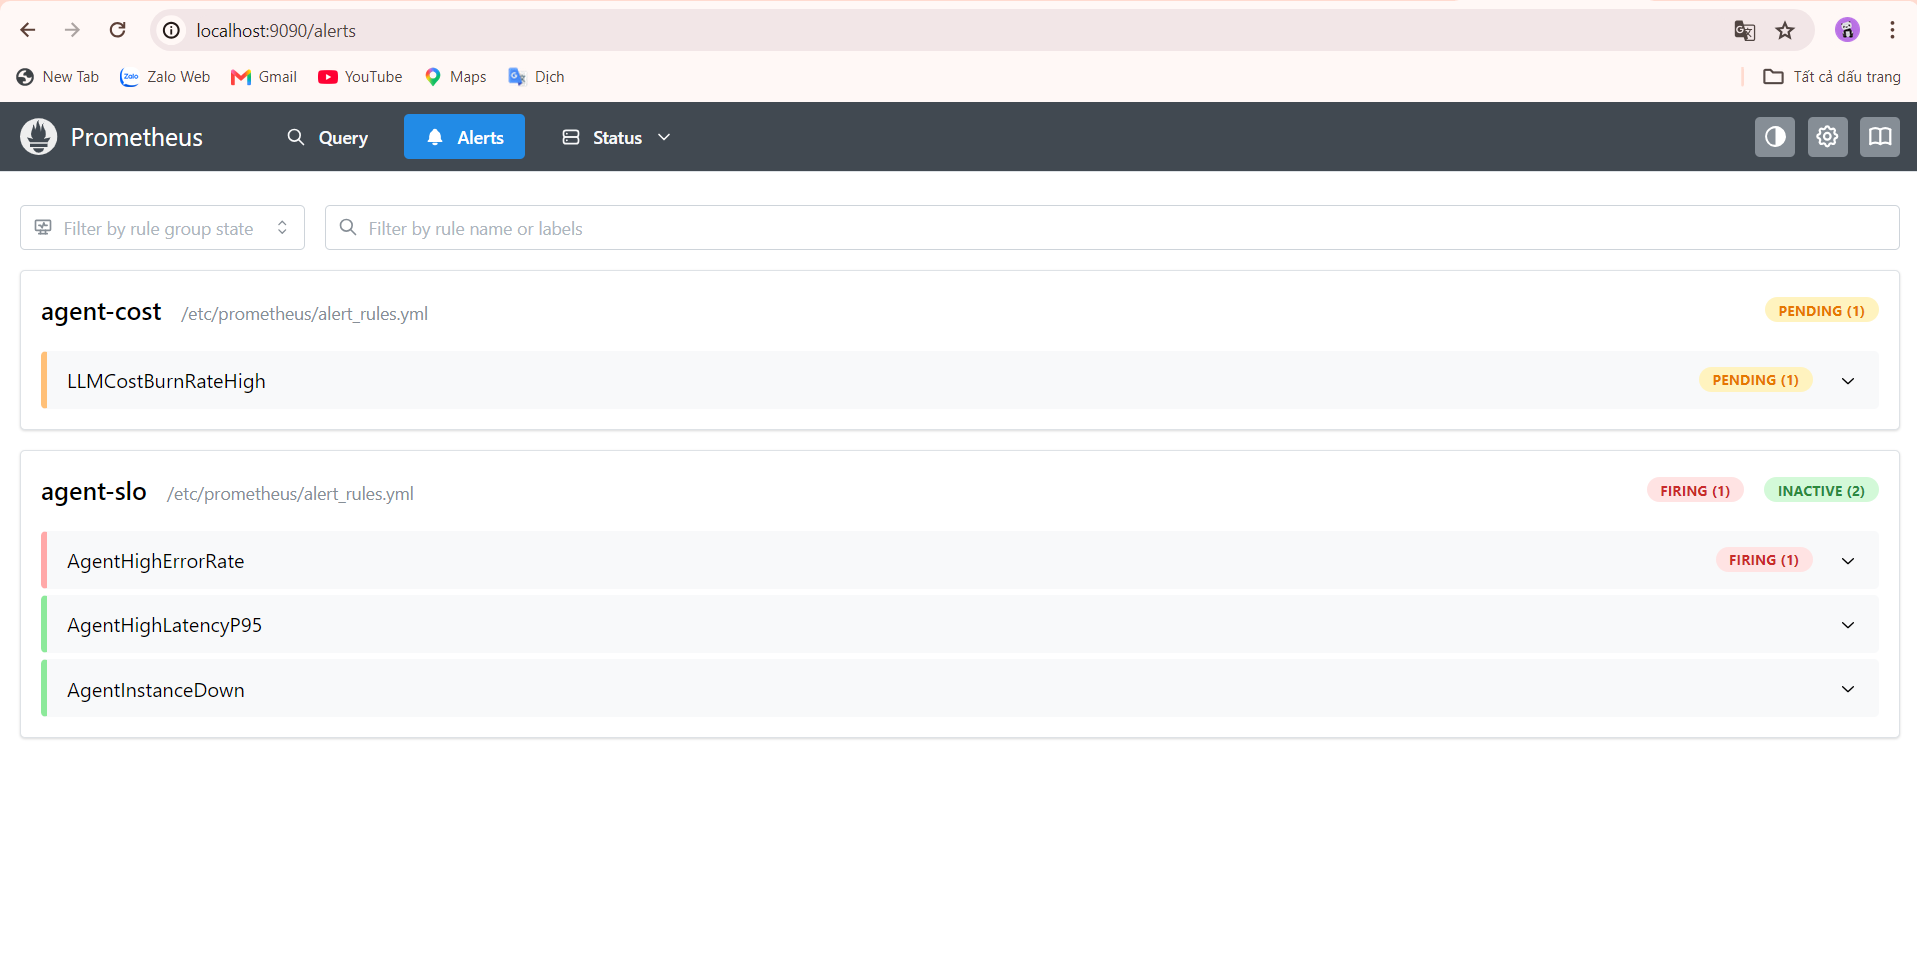 localhost:9090/alerts
New Tab Zalo Zalo Web Gmail YouTube Maps Dịch Tất cả dấu trang
Prometheus Query Alerts Status
Filter by rule group state Filter by rule name or labels
agent-cost /etc/prometheus/alert_rules.yml PENDING (1)
LLMCostBurnRateHigh PENDING (1)
agent-slo /etc/prometheus/alert_rules.yml FIRING (1) INACTIVE (2)
AgentHighErrorRate FIRING (1)
AgentHighLatencyP95
AgentInstanceDown